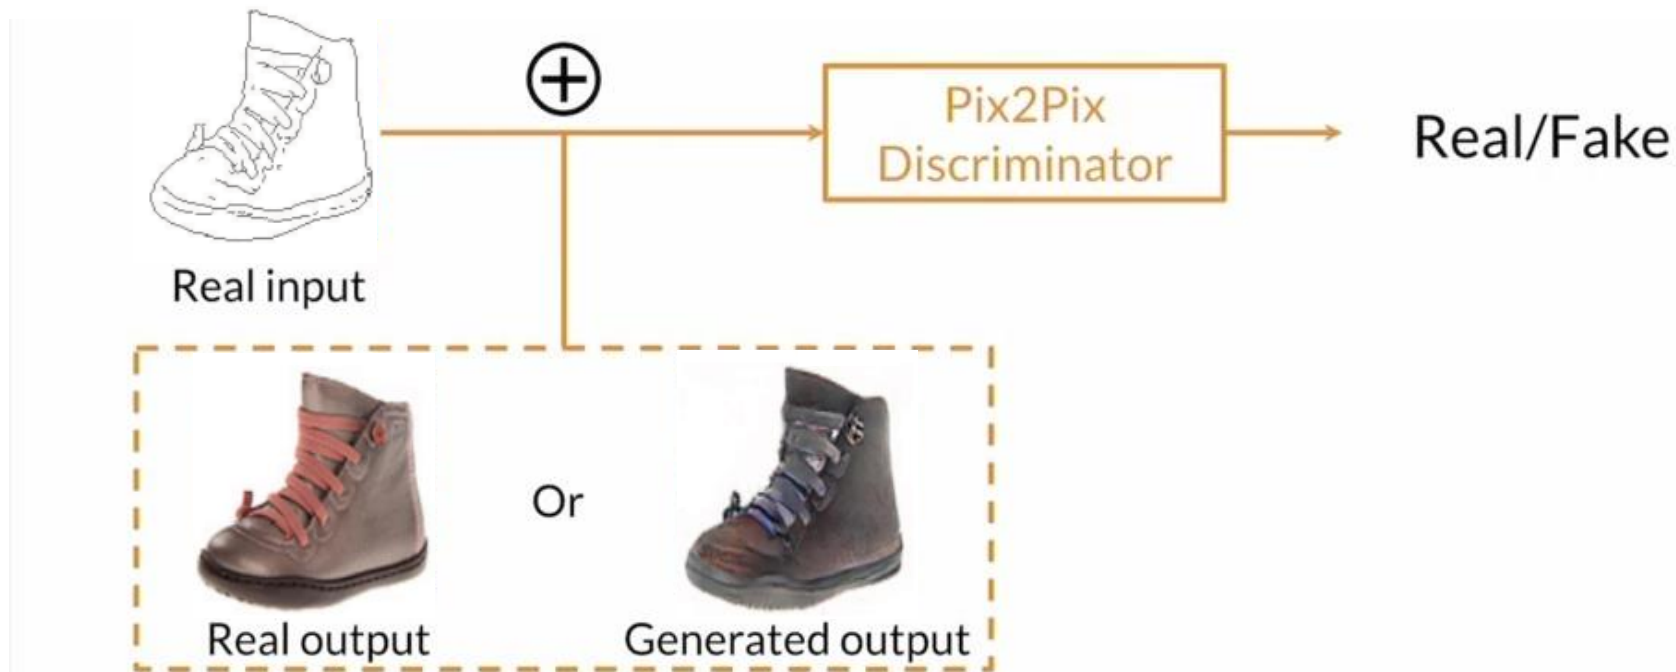 Pix2Pix
Discriminator
Real/Fake
Real input
Or
Real output
Generated output